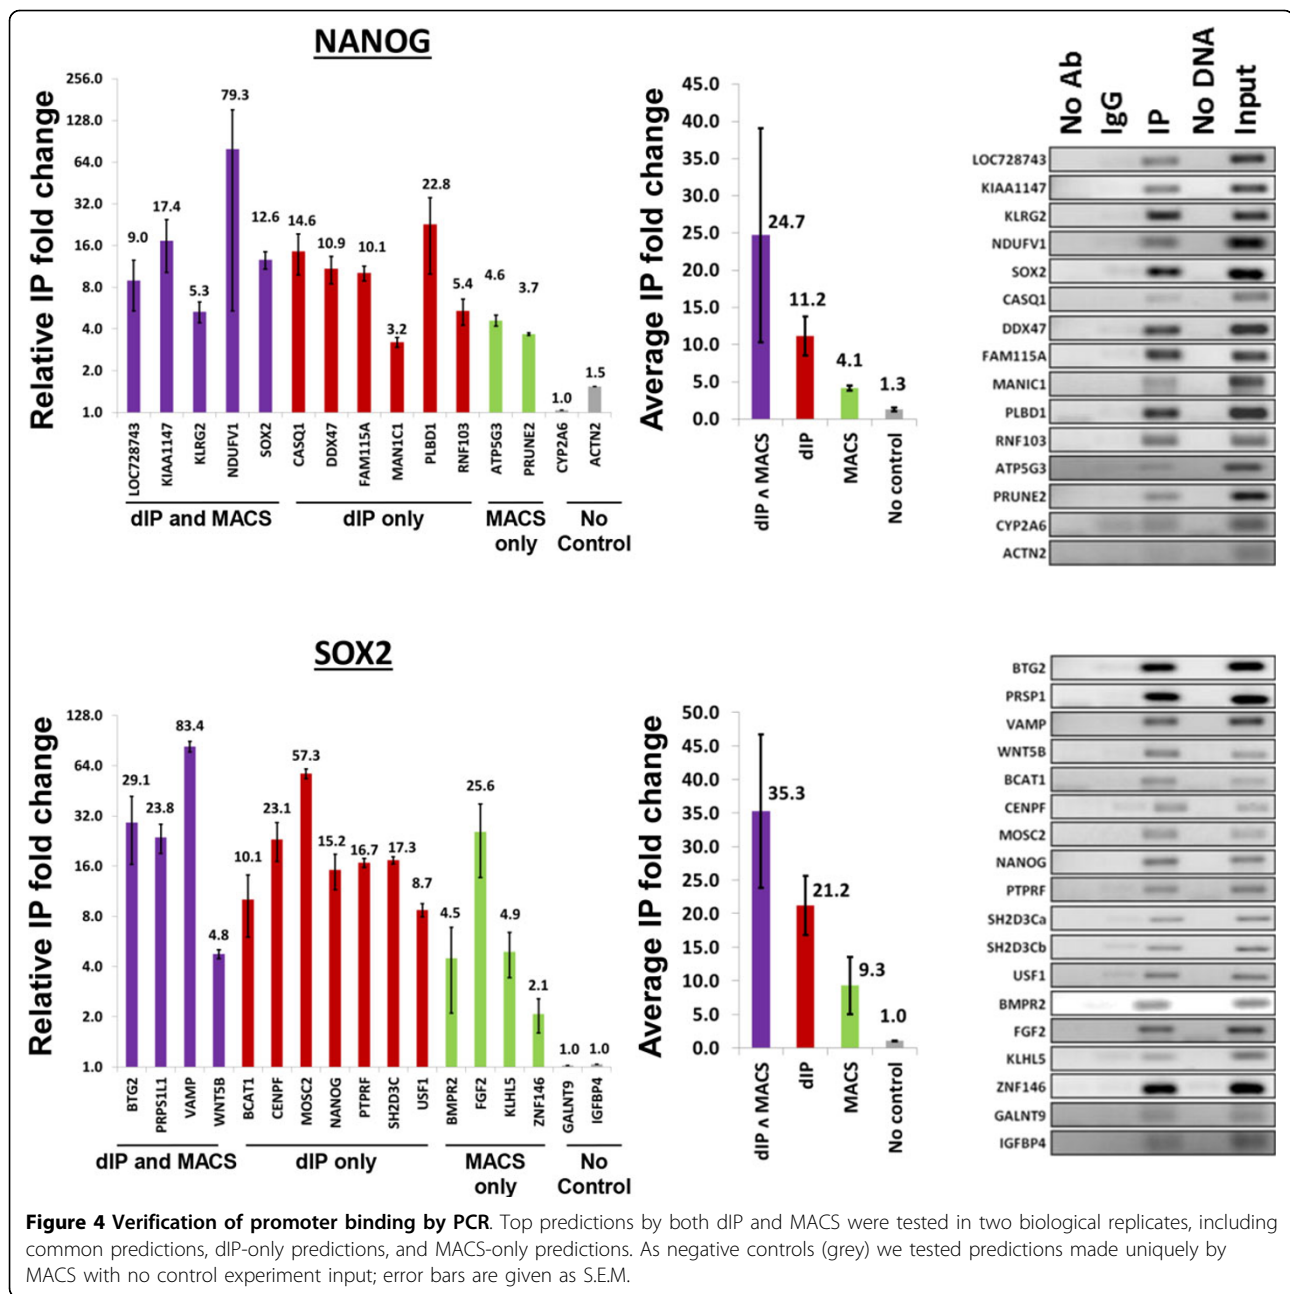 NANOG
Relative IP fold change
256.0
128.0
64.0
32.0
16.0
8.0
4.0
2.0
1.0
9.0
17.4
5.3
79.3
12.6
14.6
10.9
10.1
3.2
22.8
5.4
4.6
3.7
1.0
1.5
LOC728743
KIAA1147
KLRG2
NDUFV1
SOX2
CASQ1
DDX47
FAM115A
MAN1C1
PLBD1
RNF103
ATP5G3
PRUNE2
CYP2A6
ACTN2
dIP and MACS
dIP only
MACS only
No Control
Average IP fold change
45.0
40.0
35.0
30.0
25.0
20.0
15.0
10.0
5.0
0.0
24.7
11.2
4.1
1.3
dIP ∧ MACS
dIP
MACS
No control
No Ab
IgG
IP
No DNA
Input
LOC728743
KIAA1147
KLRG2
NDUFV1
SOX2
CASQ1
DDX47
FAM115A
MANIC1
PLBD1
RNF103
ATP5G3
PRUNE2
CYP2A6
ACTN2
SOX2
Relative IP fold change
128.0
64.0
32.0
16.0
8.0
4.0
2.0
1.0
29.1
23.8
83.4
4.8
10.1
23.1
57.3
15.2
16.7
17.3
8.7
4.5
25.6
4.9
2.1
1.0
1.0
BTG2
PRPS1L1
VAMP
WNT5B
BCAT1
CENPF
MOSC2
NANOG
PTPRF
SH2D3C
USF1
BMPR2
FGF2
KLHL5
ZNF146
GALNT9
IGFBP4
dIP and MACS
dIP only
MACS only
No Control
Average IP fold change
50.0
45.0
40.0
35.0
30.0
25.0
20.0
15.0
10.0
5.0
0.0
35.3
21.2
9.3
1.0
dIP ∧ MACS
dIP
MACS
No control
BTG2
PRSP1
VAMP
WNT5B
BCAT1
CENPF
MOSC2
NANOG
PTPRF
SH2D3Ca
SH2D3Cb
USF1
BMPR2
FGF2
KLHL5
ZNF146
GALNT9
IGFBP4
Figure 4 Verification of promoter binding by PCR. Top predictions by both dIP and MACS were tested in two biological replicates, including
common predictions, dIP-only predictions, and MACS-only predictions. As negative controls (grey) we tested predictions made uniquely by
MACS with no control experiment input; error bars are given as S.E.M.